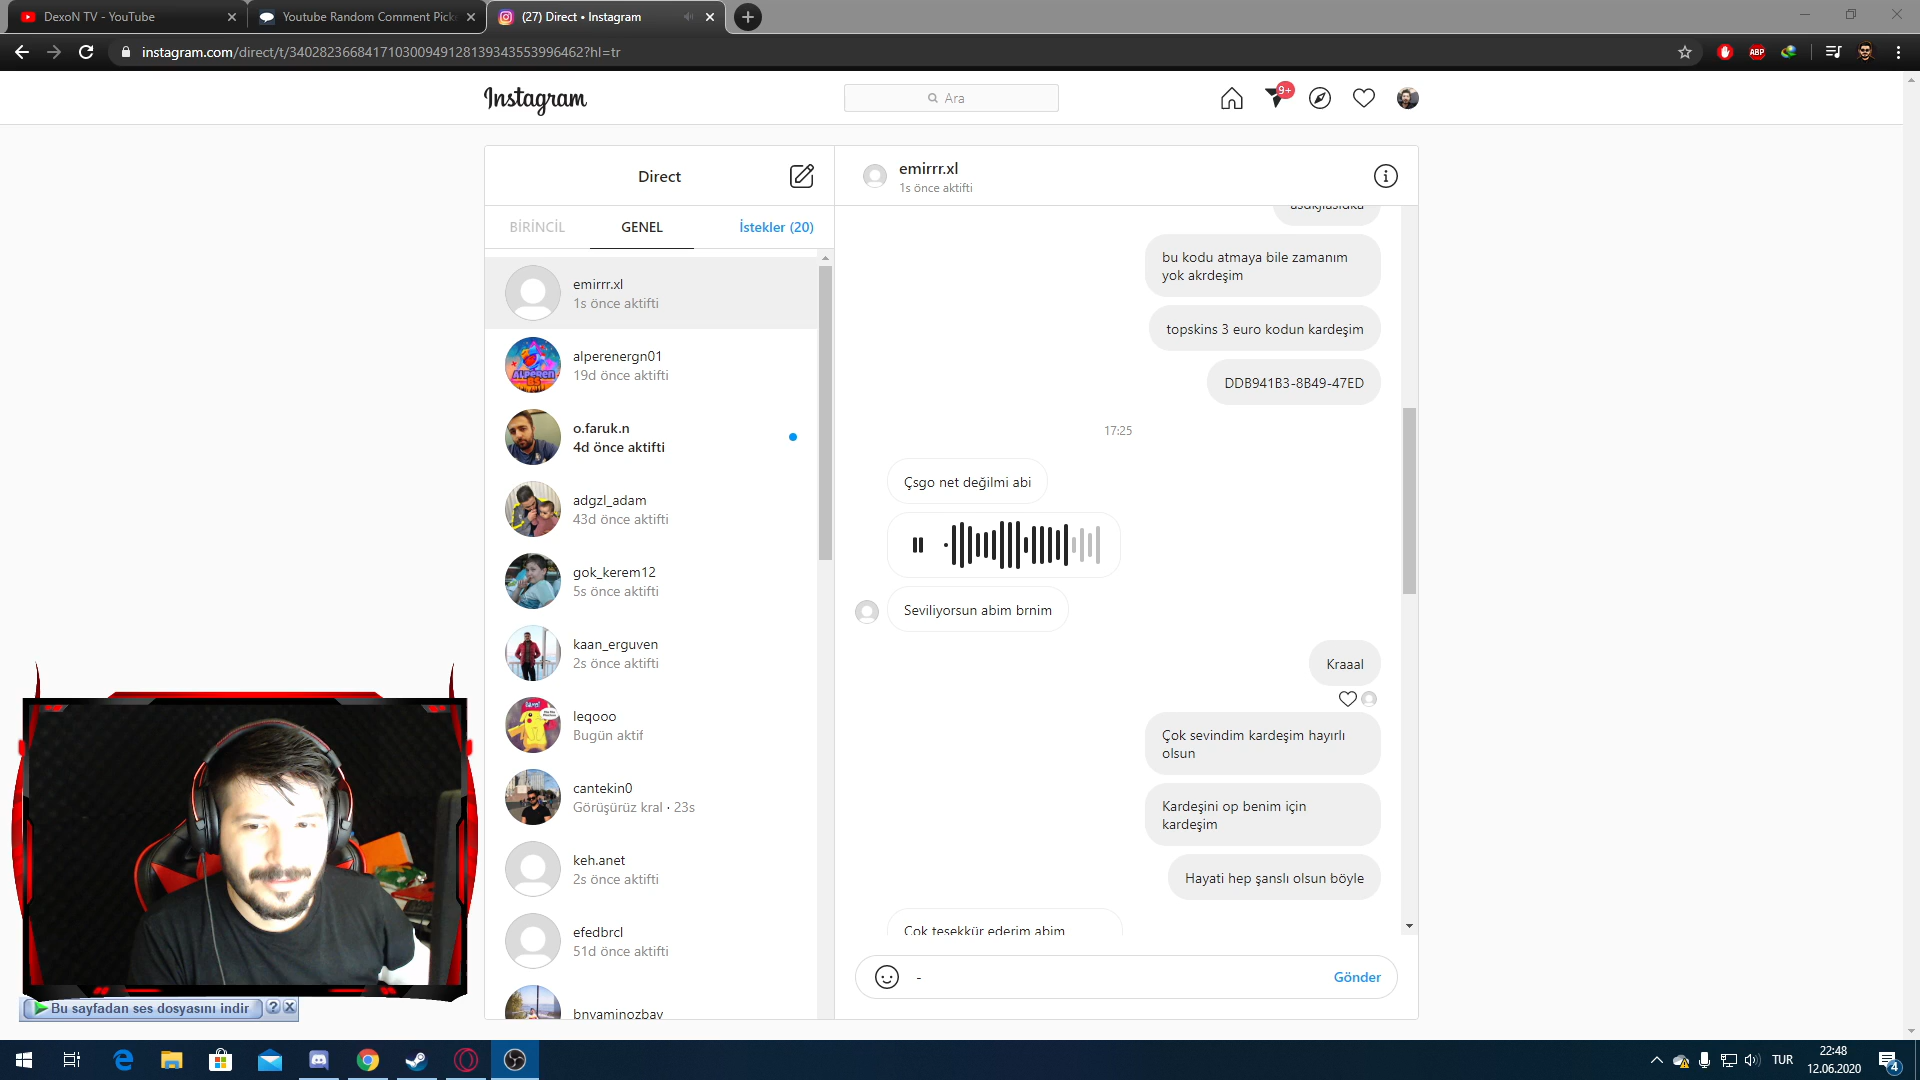 DexoN TV - YouTube
Youtube Random Comment Picke
(27) Direct • Instagram
instagram.com/direct/t/340282366841710300949128139343553996462?hl=tr
ABP
Instagram
Ara
9+
Direct
BİRİNCİL
GENEL
İstekler (20)
emirrr.xl
1s önce aktifti
alperenergn01
19d önce aktifti
o.faruk.n
4d önce aktifti
adgzl_adam
43d önce aktifti
gok_kerem12
5s önce aktifti
kaan_erguven
2s önce aktifti
leqooo
Bugün aktif
cantekin0
Görüşürüz kral · 23s
keh.anet
2s önce aktifti
efedbrcl
51d önce aktifti
bnyaminozbay
emirrr.xl
1s önce aktifti
bu kodu atmaya bile zamanım
yok akrdeşim
topskins 3 euro kodun kardeşim
DDB941B3-8B49-47ED
17:25
Çsgo net değilmi abi
Seviliyorsun abim brnim
Kraaal
Çok sevindim kardeşim hayırlı
olsun
Kardeşini op benim için
kardeşim
Hayati hep şanslı olsun böyle
Çok teşekkür ederim abim
-
Gönder
Bu sayfadan ses dosyasını indir
TUR
22:48
12.06.2020
4